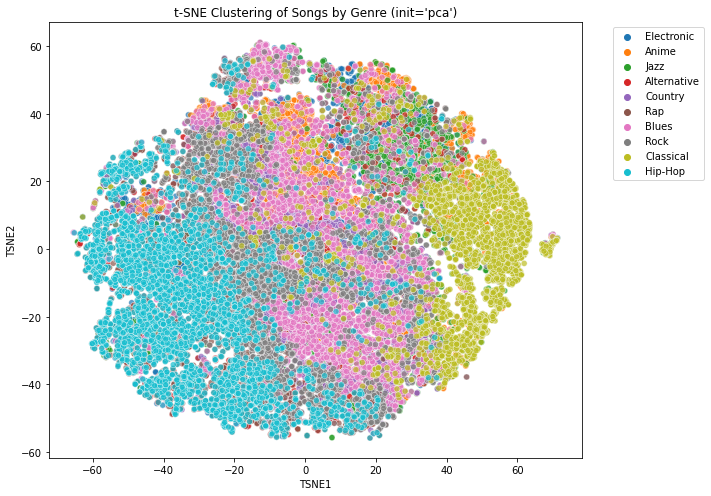 t-SNE Clustering of Songs by Genre (init='pca')
TSNE2
60
40
20
0
−20
−40
−60
−60 −40 −20 0 20 40 60
TSNE1
Electronic
Anime
Jazz
Alternative
Country
Rap
Blues
Rock
Classical
Hip-Hop